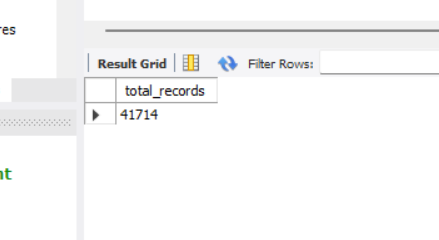 res
Result Grid Filter Rows:
total_records
41714
nt